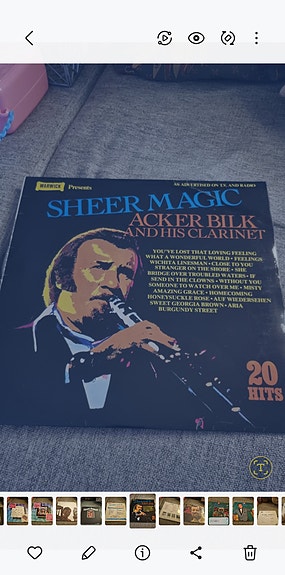 WARWICK Presents
AS ADVERTISED ON T.V. AND RADIO
SHEER MAGIC
ACKER BILK
AND HIS CLARINET
YOU'VE LOST THAT LOVING FEELING
WHAT A WONDERFUL WORLD • FEELINGS
WICHITA LINESMAN • CLOSE TO YOU
STRANGER ON THE SHORE • SHE
BRIDGE OVER TROUBLED WATERS • IF
SEND IN THE CLOWNS • WITHOUT YOU
SOMEONE TO WATCH OVER ME • MISTY
AMAZING GRACE • HOMECOMING
HONEYSUCKLE ROSE • AUF WIEDERSEHEN
SWEET GEORGIA BROWN • ARIA
BURGUNDY STREET
20
HITS
T